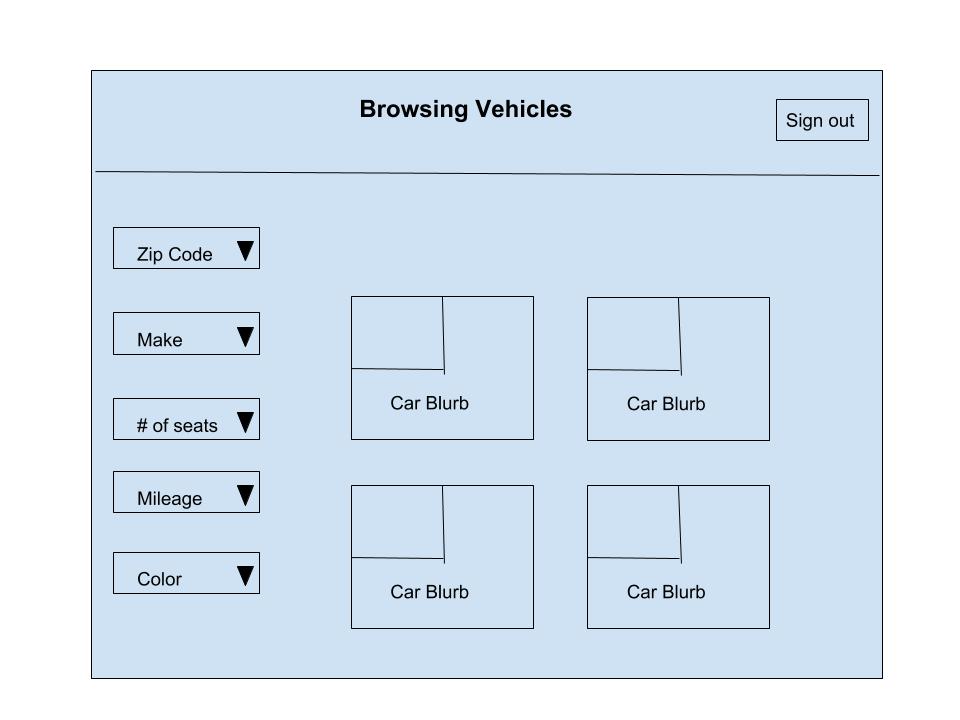 Browsing Vehicles
Sign out
Zip Code
Make
# of seats
Mileage
Color
Car Blurb
Car Blurb
Car Blurb
Car Blurb